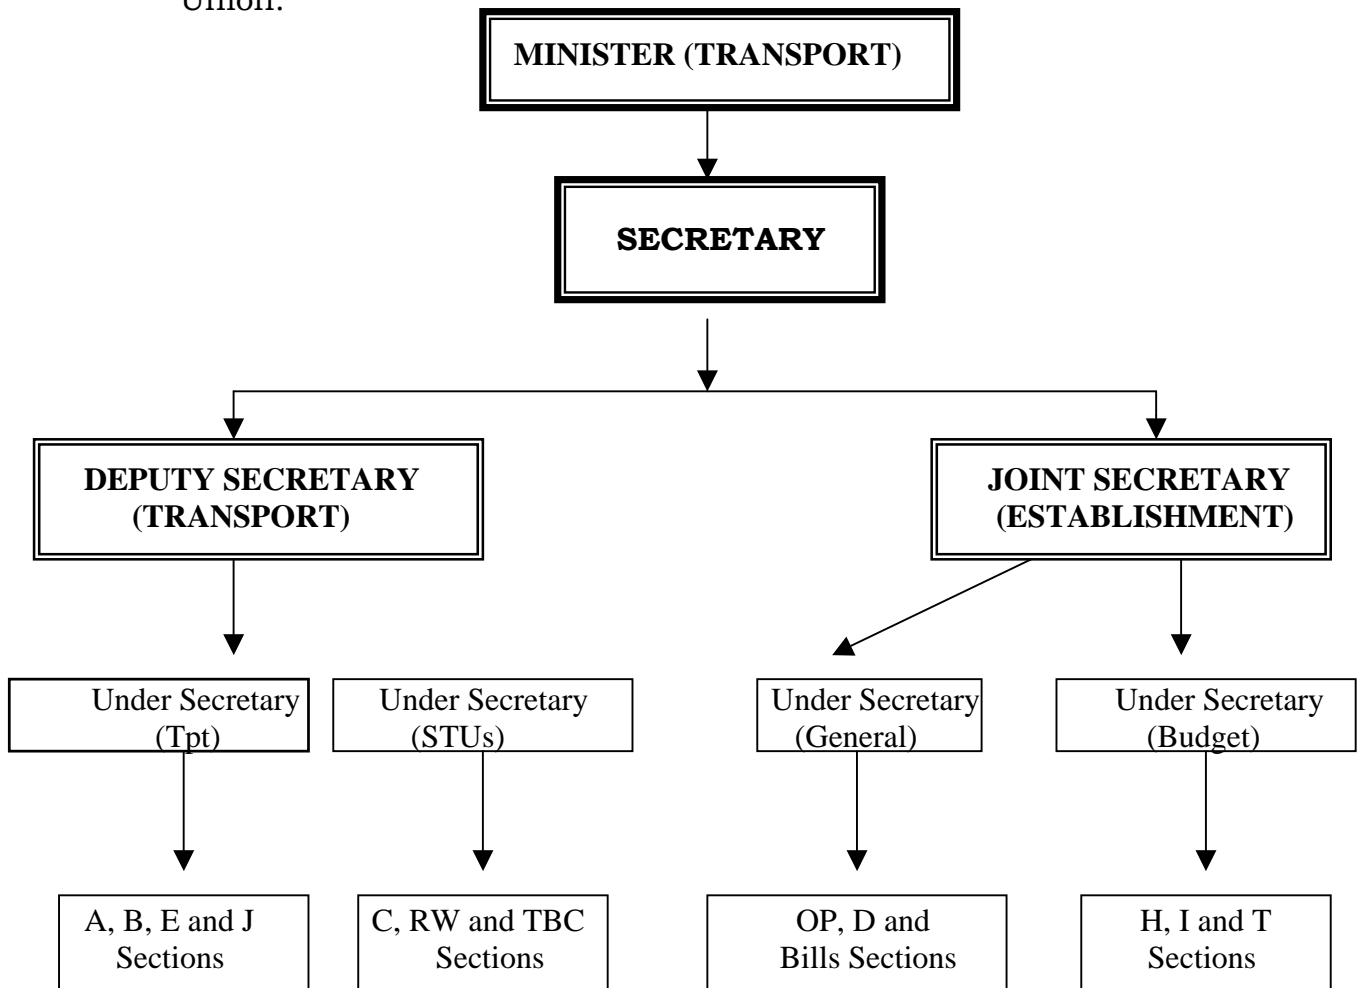 Union.
MINISTER (TRANSPORT)
SECRETARY
DEPUTY SECRETARY
(TRANSPORT)
JOINT SECRETARY
(ESTABLISHMENT)
Under Secretary
(Tpt)
Under Secretary
(STUs)
Under Secretary
(General)
Under Secretary
(Budget)
A, B, E and J
Sections
C, RW and TBC
Sections
OP, D and
Bills Sections
H, I and T
Sections